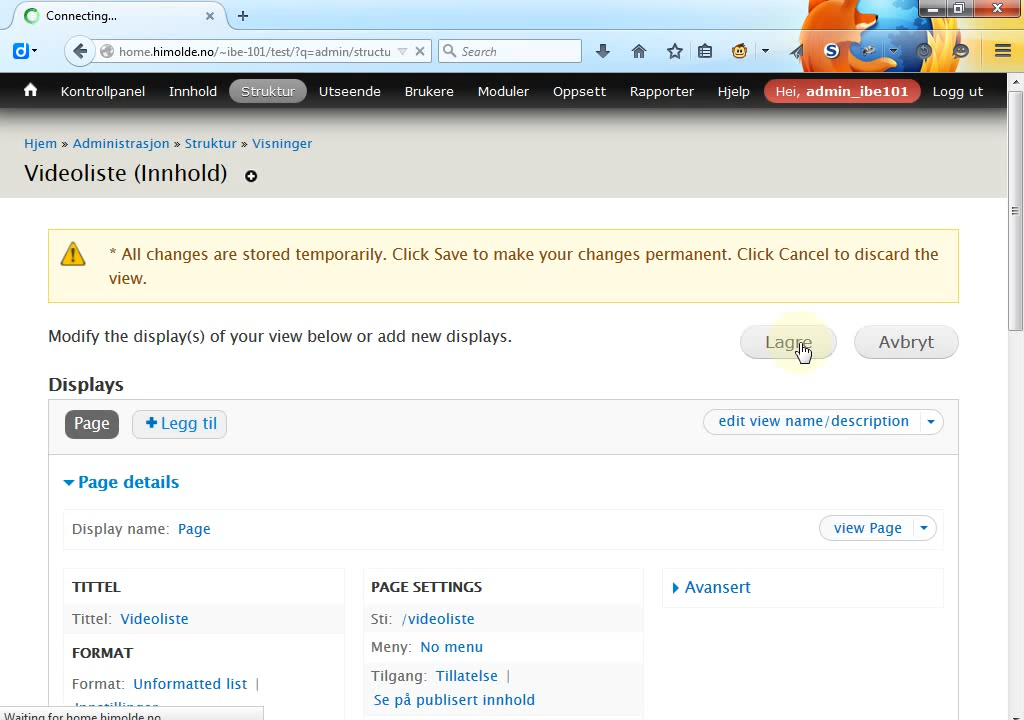 Connecting...
home.himolde.no/~ibe-101/test/?q=admin/structu
Search
Kontrollpanel Innhold Struktur Utseende Brukere Moduler Oppsett Rapporter Hjelp Hei, admin_ibe101 Logg ut
Hjem » Administrasjon » Struktur » Visninger
Videoliste (Innhold)
* All changes are stored temporarily. Click Save to make your changes permanent. Click Cancel to discard the
view.
Modify the display(s) of your view below or add new displays.
Lagre Avbryt
Displays
Page Legg til edit view name/description
Page details
Display name: Page view Page
TITTEL
Tittel: Videoliste
FORMAT
Format: Unformatted list |
Innstillinger
PAGE SETTINGS
Sti: /videoliste
Meny: No menu
Tilgang: Tillatelse |
Se på publisert innhold
Avansert
Waiting for home.himolde.no